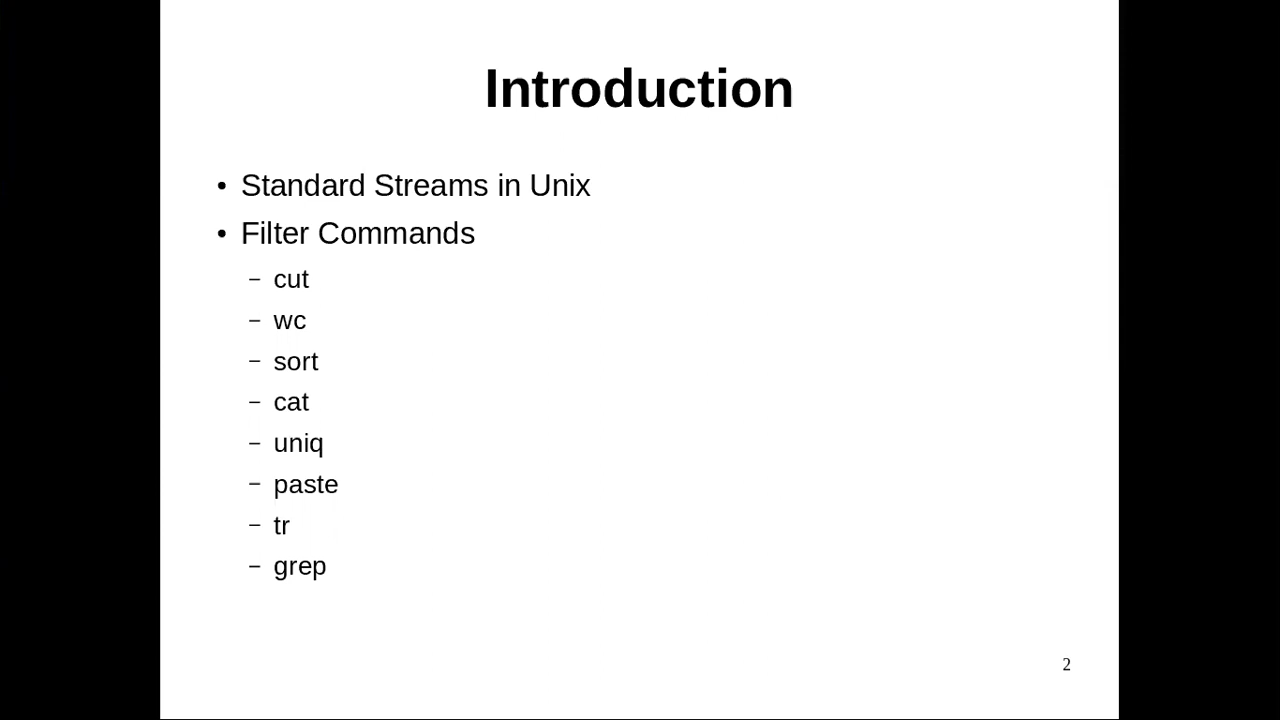 Introduction
• Standard Streams in Unix
• Filter Commands
– cut
– wc
– sort
– cat
– uniq
– paste
– tr
– grep
2